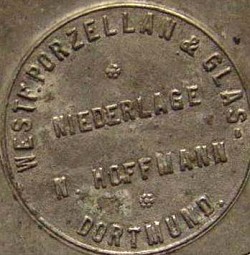 WESTF. PORZELLAN & GLAS-
NIEDERLAGE
N. HOFFMANN
DORTMUND.